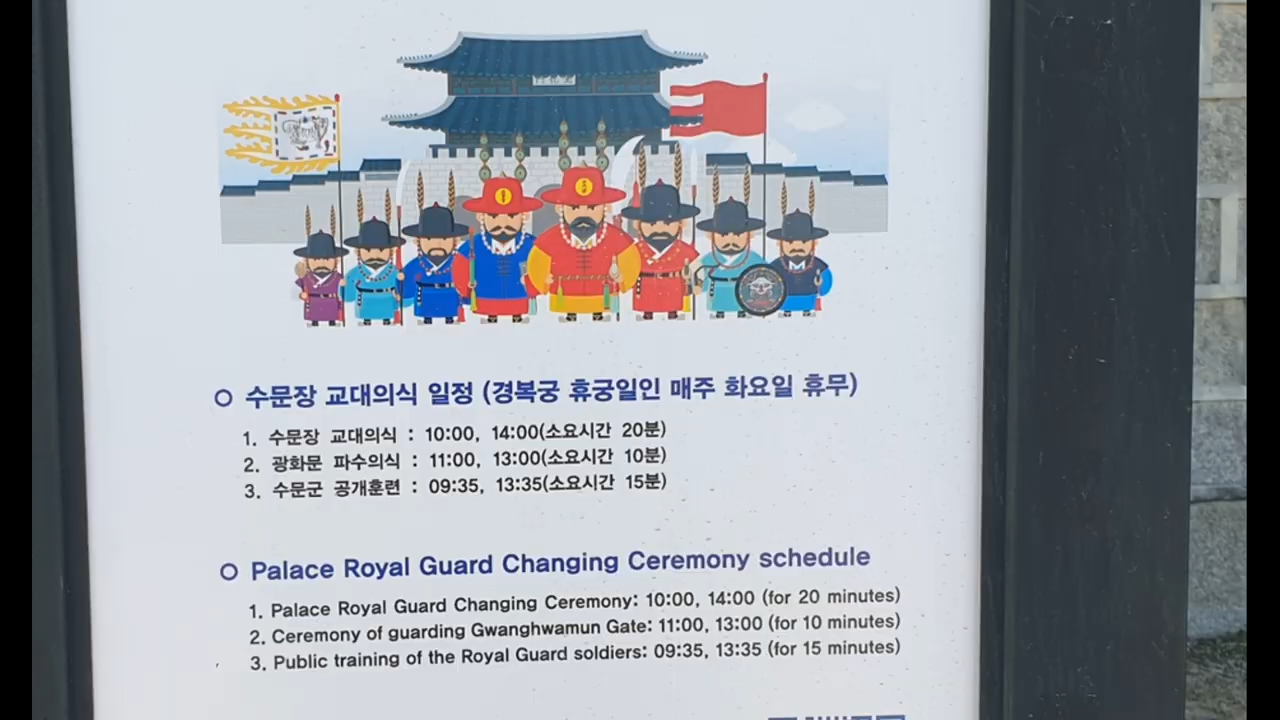 수문장 교대의식 일정 (경복궁 휴궁일인 매주 화요일 휴무)
1. 수문장 교대의식 : 10:00, 14:00(소요시간 20분)
2. 광화문 파수의식 : 11:00, 13:00(소요시간 10분)
3. 수문군 공개훈련 : 09:35, 13:35(소요시간 15분)
Palace Royal Guard Changing Ceremony schedule
1. Palace Royal Guard Changing Ceremony: 10:00, 14:00 (for 20 minutes)
2. Ceremony of guarding Gwanghwamun Gate: 11:00, 13:00 (for 10 minutes)
3. Public training of the Royal Guard soldiers: 09:35, 13:35 (for 15 minutes)